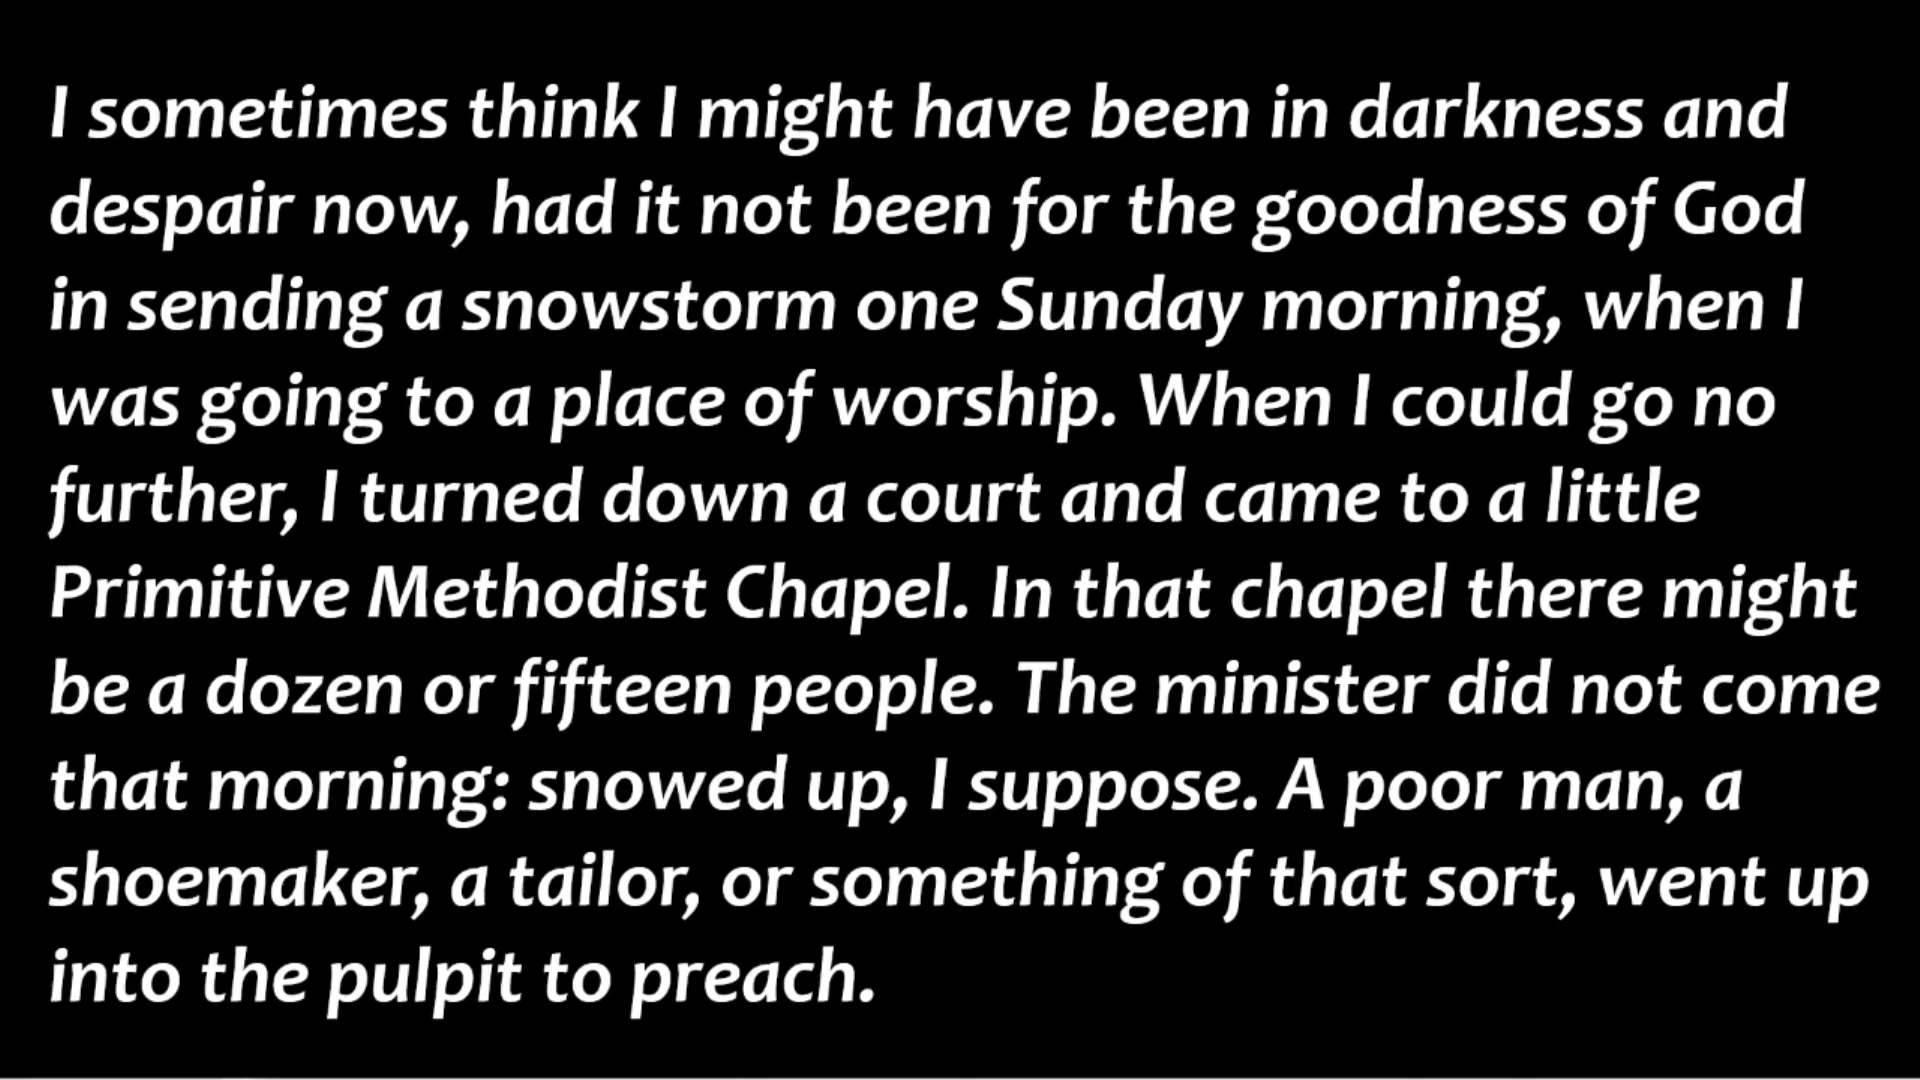 I sometimes think I might have been in darkness and
despair now, had it not been for the goodness of God
in sending a snowstorm one Sunday morning, when I
was going to a place of worship. When I could go no
further, I turned down a court and came to a little
Primitive Methodist Chapel. In that chapel there might
be a dozen or fifteen people. The minister did not come
that morning: snowed up, I suppose. A poor man, a
shoemaker, a tailor, or something of that sort, went up
into the pulpit to preach.